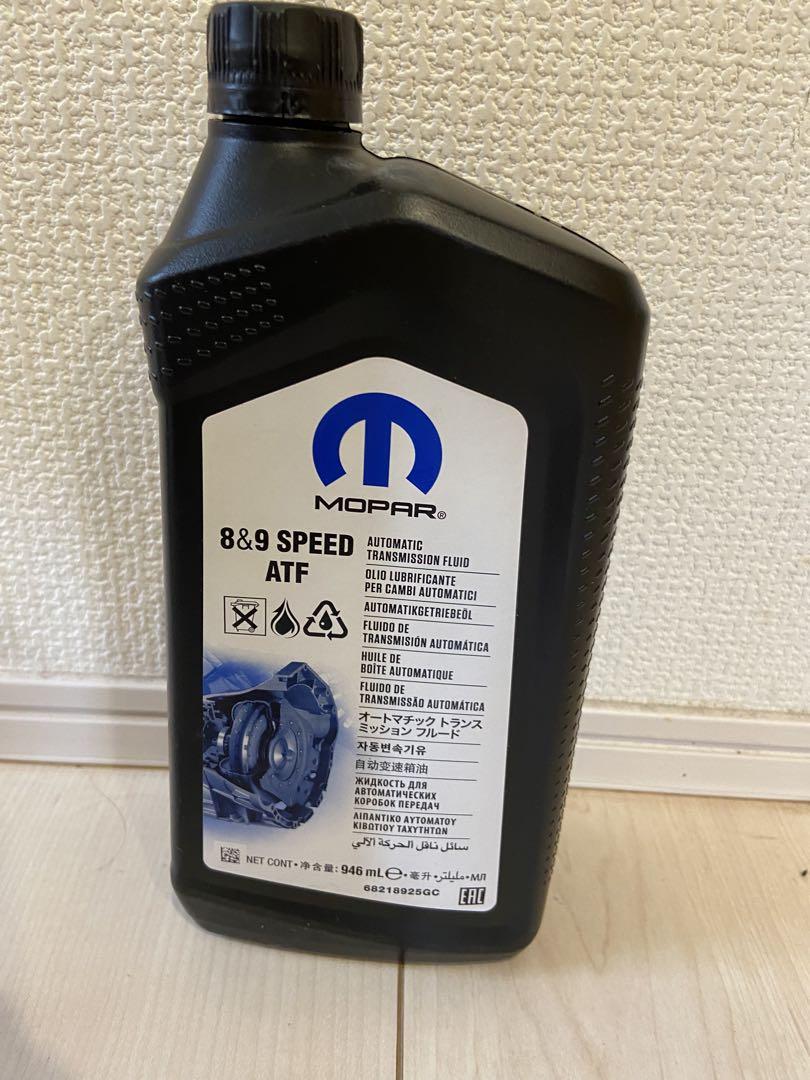 MOPAR®
8&9 SPEED
ATF
AUTOMATIC
TRANSMISSION FLUID
OLIO LUBRIFICANTE
PER CAMBI AUTOMATICI
AUTOMATIKGETRIEBEÖL
FLUIDO DE
TRANSMISIÓN AUTOMÁTICA
HUILE DE
BOÎTE AUTOMATIQUE
FLUIDO DE
TRANSMISSÃO AUTOMÁTICA
オートマチック トランス
ミッション フルード
자동변속기유
自动变速箱油
ЖИДКОСТЬ ДЛЯ
АВТОМАТИЧЕСКИХ
КОРОБОК ПЕРЕДАЧ
ΛΙΠΑΝΤΙΚΟ ΑΥΤΟΜΑΤΟΥ
ΚΙΒΩΤΙΟΥ ΤΑΧΥΤΗΤΩΝ
سائل ناقل الحركة الآلي
NET CONT • 净含量: 946 mL℮ • 毫升 • ملليلتر • МЛ
68218925GC
EAC